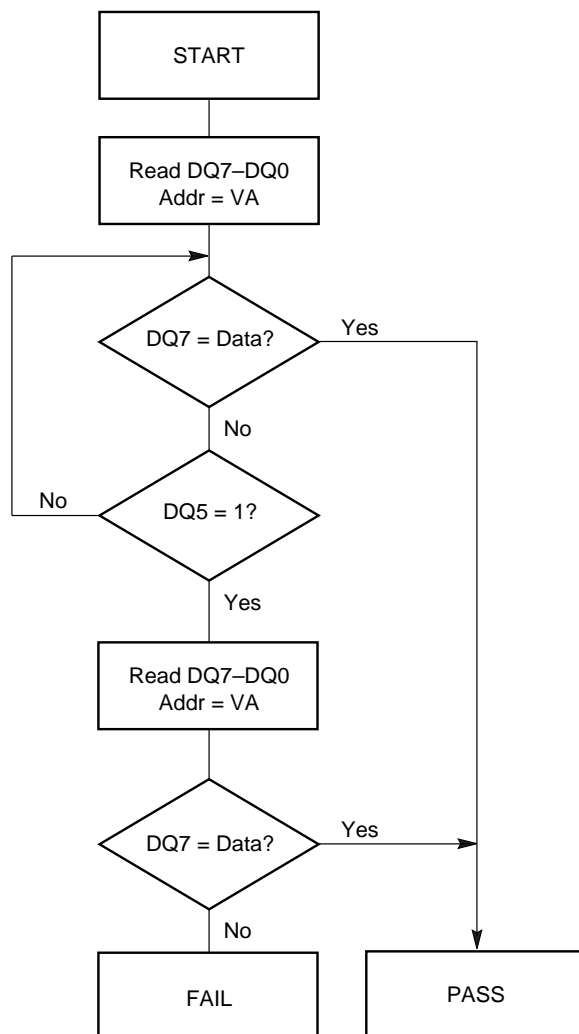 START
Read DQ7–DQ0
Addr = VA
DQ7 = Data?
Yes
No
No
DQ5 = 1?
Yes
Read DQ7–DQ0
Addr = VA
DQ7 = Data?
Yes
No
FAIL
PASS